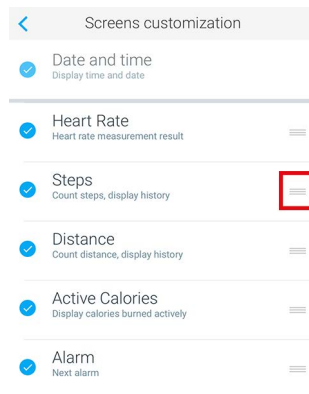 Screens customization
Date and time
Display time and date
Heart Rate
Heart rate measurement result
Steps
Count steps, display history
Distance
Count distance, display history
Active Calories
Display calories burned actively
Alarm
Next alarm